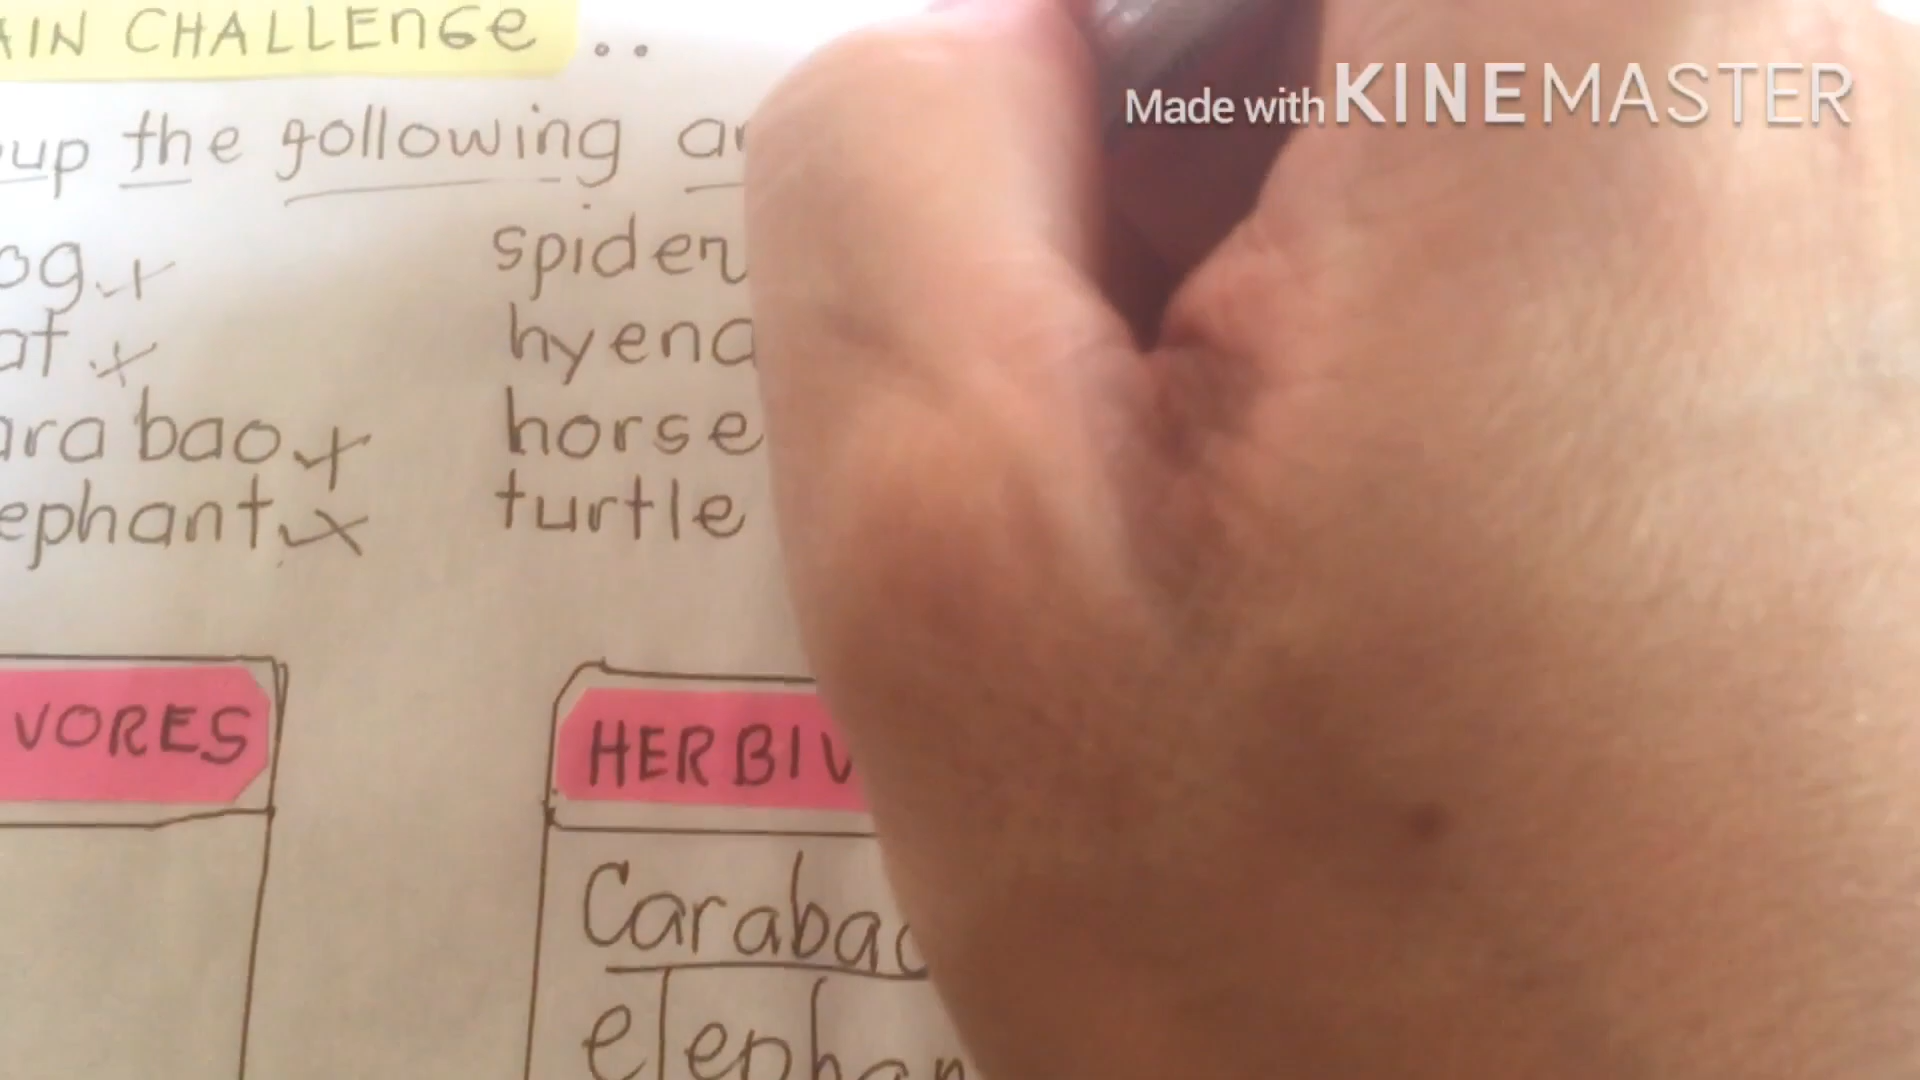 AIN CHALLENGE ..
Made with KINEMASTER
up the gollowing
og
spider
at
hyena
arabao
horse
ephant
turtle
VORES
HERBIV
Carabao
elephan